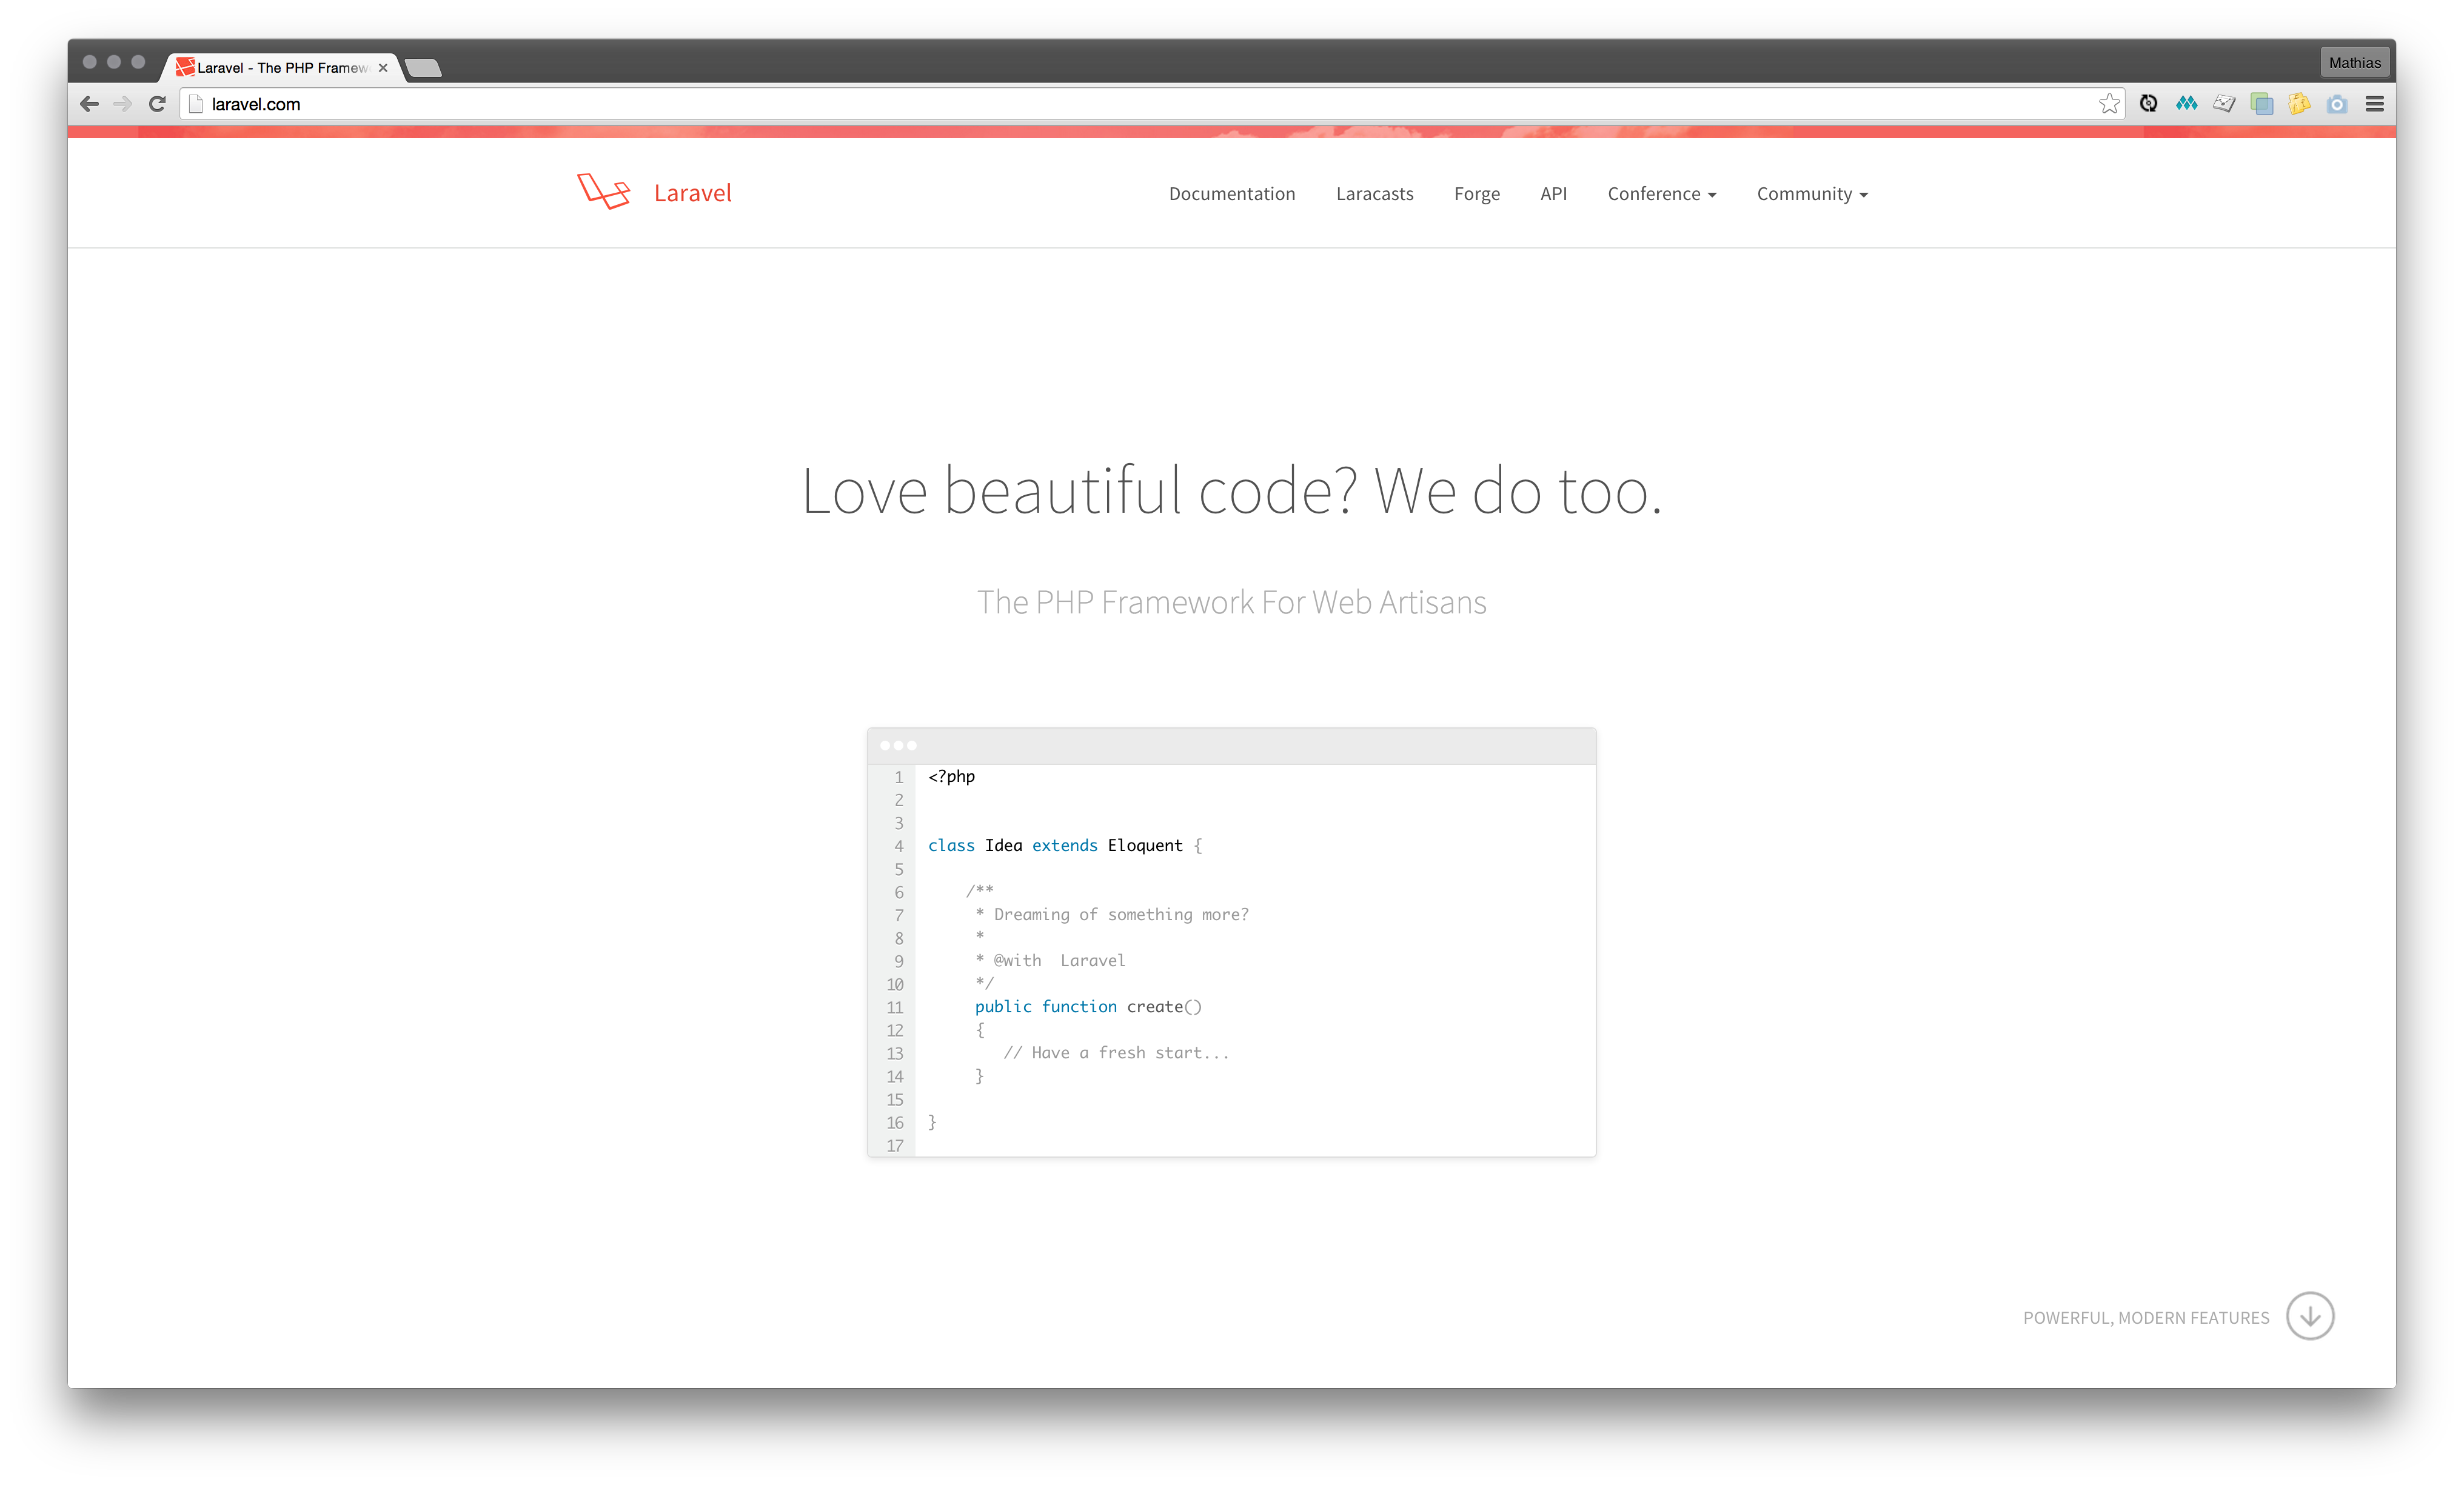 Laravel - The PHP Framew
Mathias
laravel.com
Laravel
Documentation Laracasts Forge API Conference Community
Love beautiful code? We do too.
The PHP Framework For Web Artisans
1 <?php
2
3
4 class Idea extends Eloquent {
5
6 /**
7 * Dreaming of something more?
8 *
9 * @with Laravel
10 */
11 public function create()
12 {
13 // Have a fresh start...
14 }
15
16 }
17
POWERFUL, MODERN FEATURES